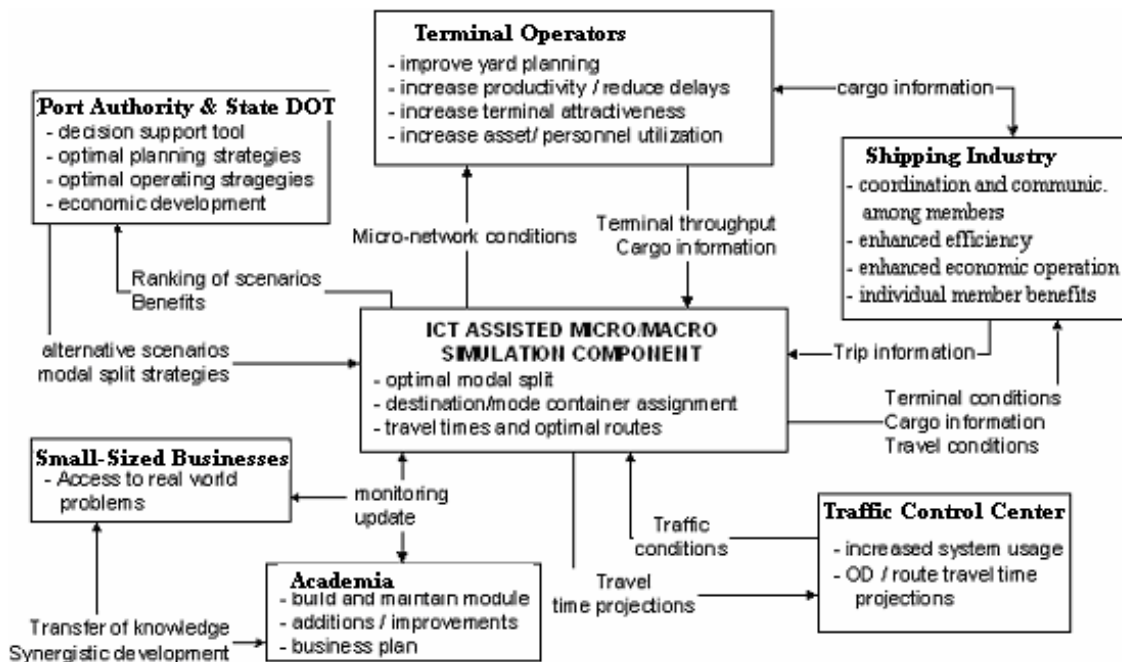 Terminal Operators
- improve yard planning
- increase productivity / reduce delays
- increase terminal attractiveness
- increase asset/ personnel utilization
cargo information
Port Authority & State DOT
- decision support tool
- optimal planning strategies
- optimal operating stragegies
- economic development
Shipping Industry
- coordination and communic.
among members
- enhanced efficiency
- enhanced economic operation
- individual member benefits
Micro-network conditions
Terminal throughput
Cargo information
Ranking of scenarios
Benefits
ICT ASSISTED MICRO/MACRO
SIMULATION COMPONENT
- optimal modal split
- destination/mode container assignment
- travel times and optimal routes
alternative scenarios
modal split strategies
Trip information
Terminal conditions
Cargo information
Travel conditions
Small-Sized Businesses
- Access to real world
problems
monitoring
update
Traffic
conditions
Traffic Control Center
- increased system usage
- OD / route travel time
projections
Travel
time projections
Academia
- build and maintain module
- additions / improvements
- business plan
Transfer of knowledge
Synergistic development